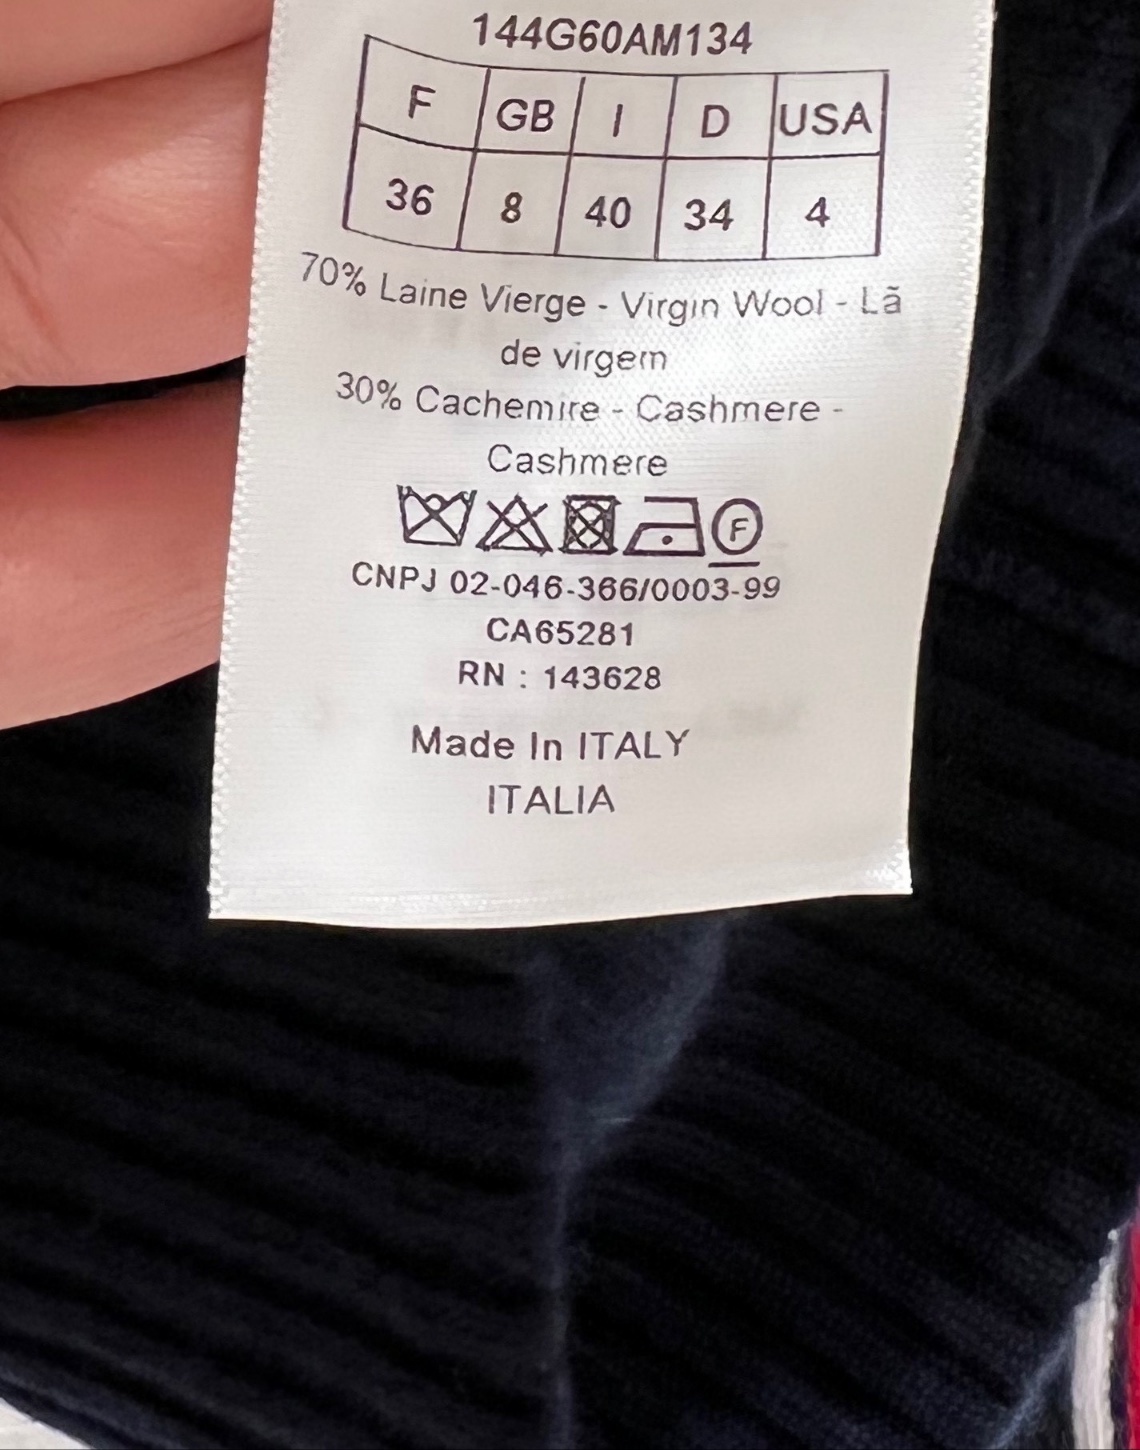 144G60AM134
F GB I D USA
36 8 40 34 4
70% Laine Vierge - Virgin Wool - Lã
de virgem
30% Cachemire - Cashmere -
Cashmere
F
CNPJ 02-046-366/0003-99
CA65281
RN : 143628
Made In ITALY
ITALIA